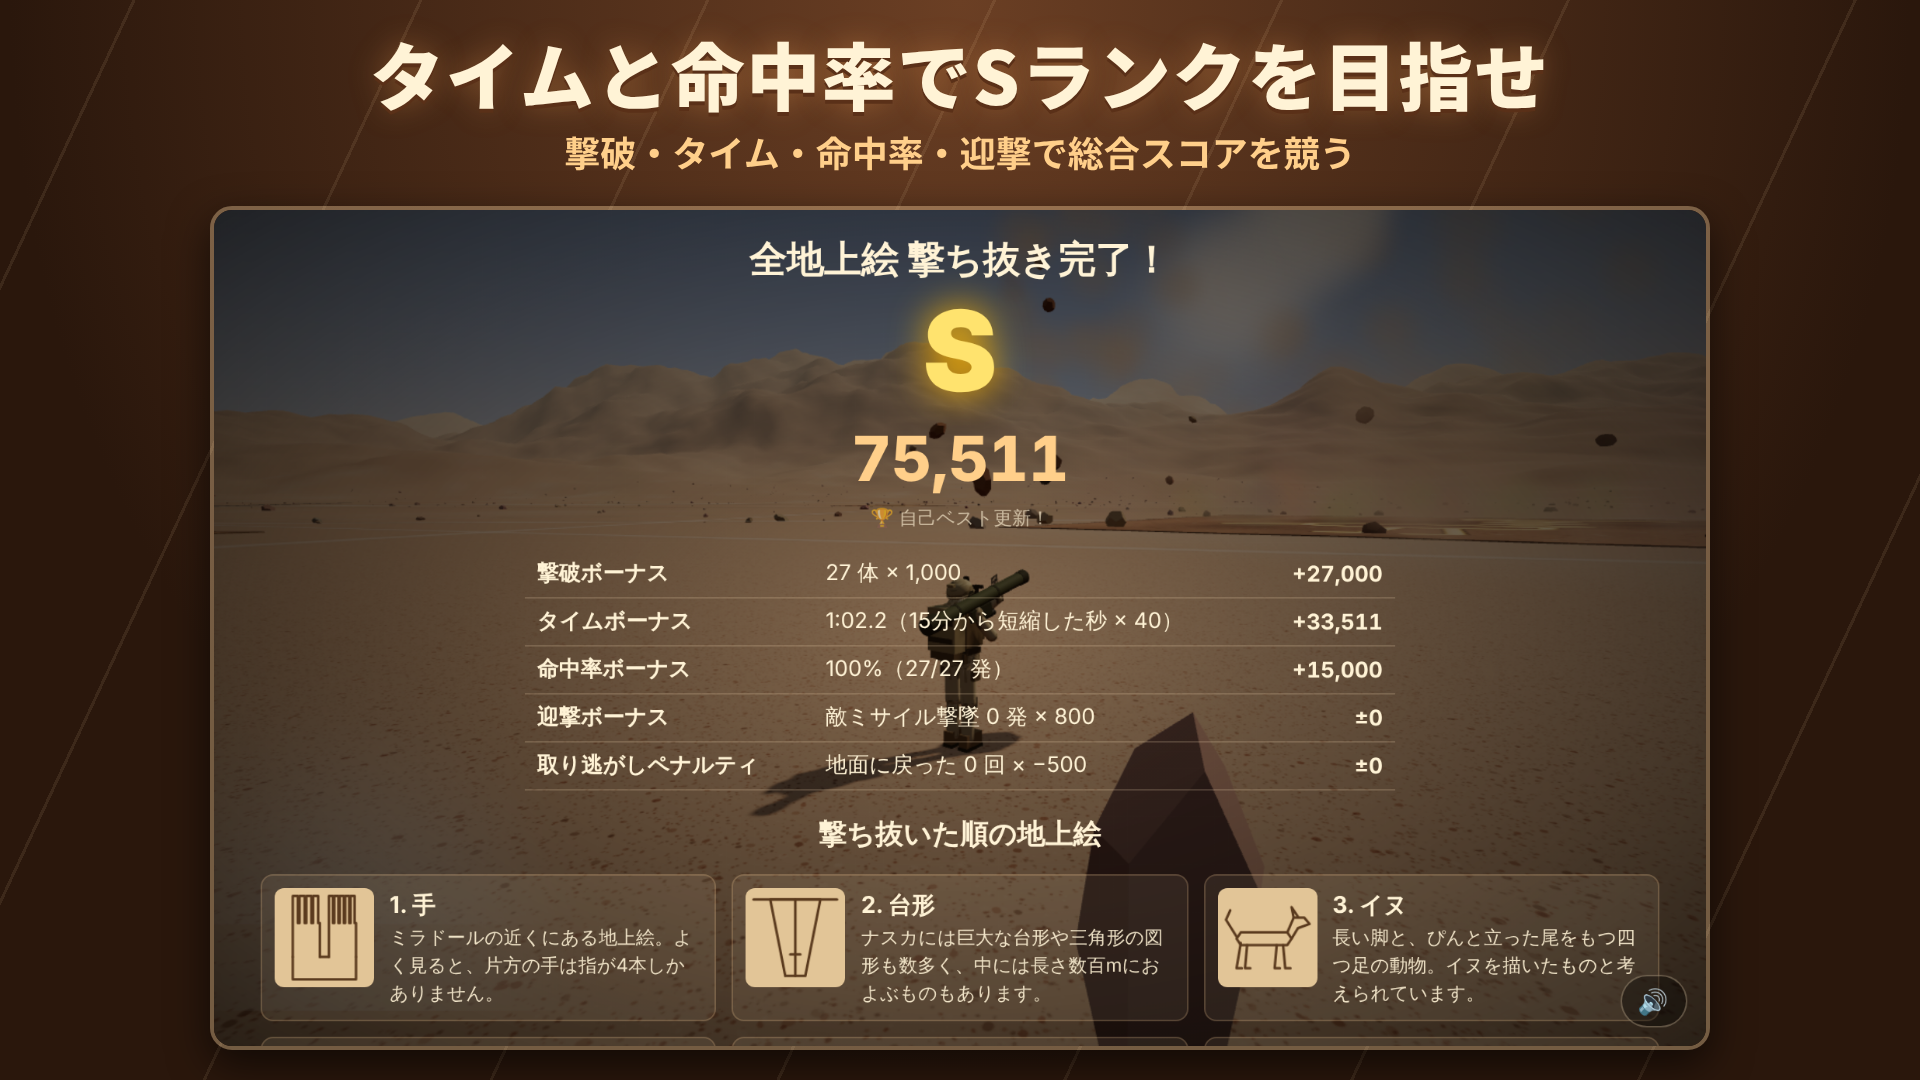 タイムと命中率でSランクを目指せ
撃破・タイム・命中率・迎撃で総合スコアを競う
全地上絵 撃ち抜き完了！
S
75,511
🏆 自己ベスト更新！
撃破ボーナス 27 体 × 1,000 +27,000
タイムボーナス 1:02.2（15分から短縮した秒 × 40） +33,511
命中率ボーナス 100%（27/27 発） +15,000
迎撃ボーナス 敵ミサイル撃墜 0 発 × 800 ±0
取り逃がしペナルティ 地面に戻った 0 回 × −500 ±0
撃ち抜いた順の地上絵
1. 手
ミラドールの近くにある地上絵。よ
く見ると、片方の手は指が4本しか
ありません。
2. 台形
ナスカには巨大な台形や三角形の図
形も数多く、中には長さ数百mにお
よぶものもあります。
3. イヌ
長い脚と、ぴんと立った尾をもつ四
つ足の動物。イヌを描いたものと考
えられています。